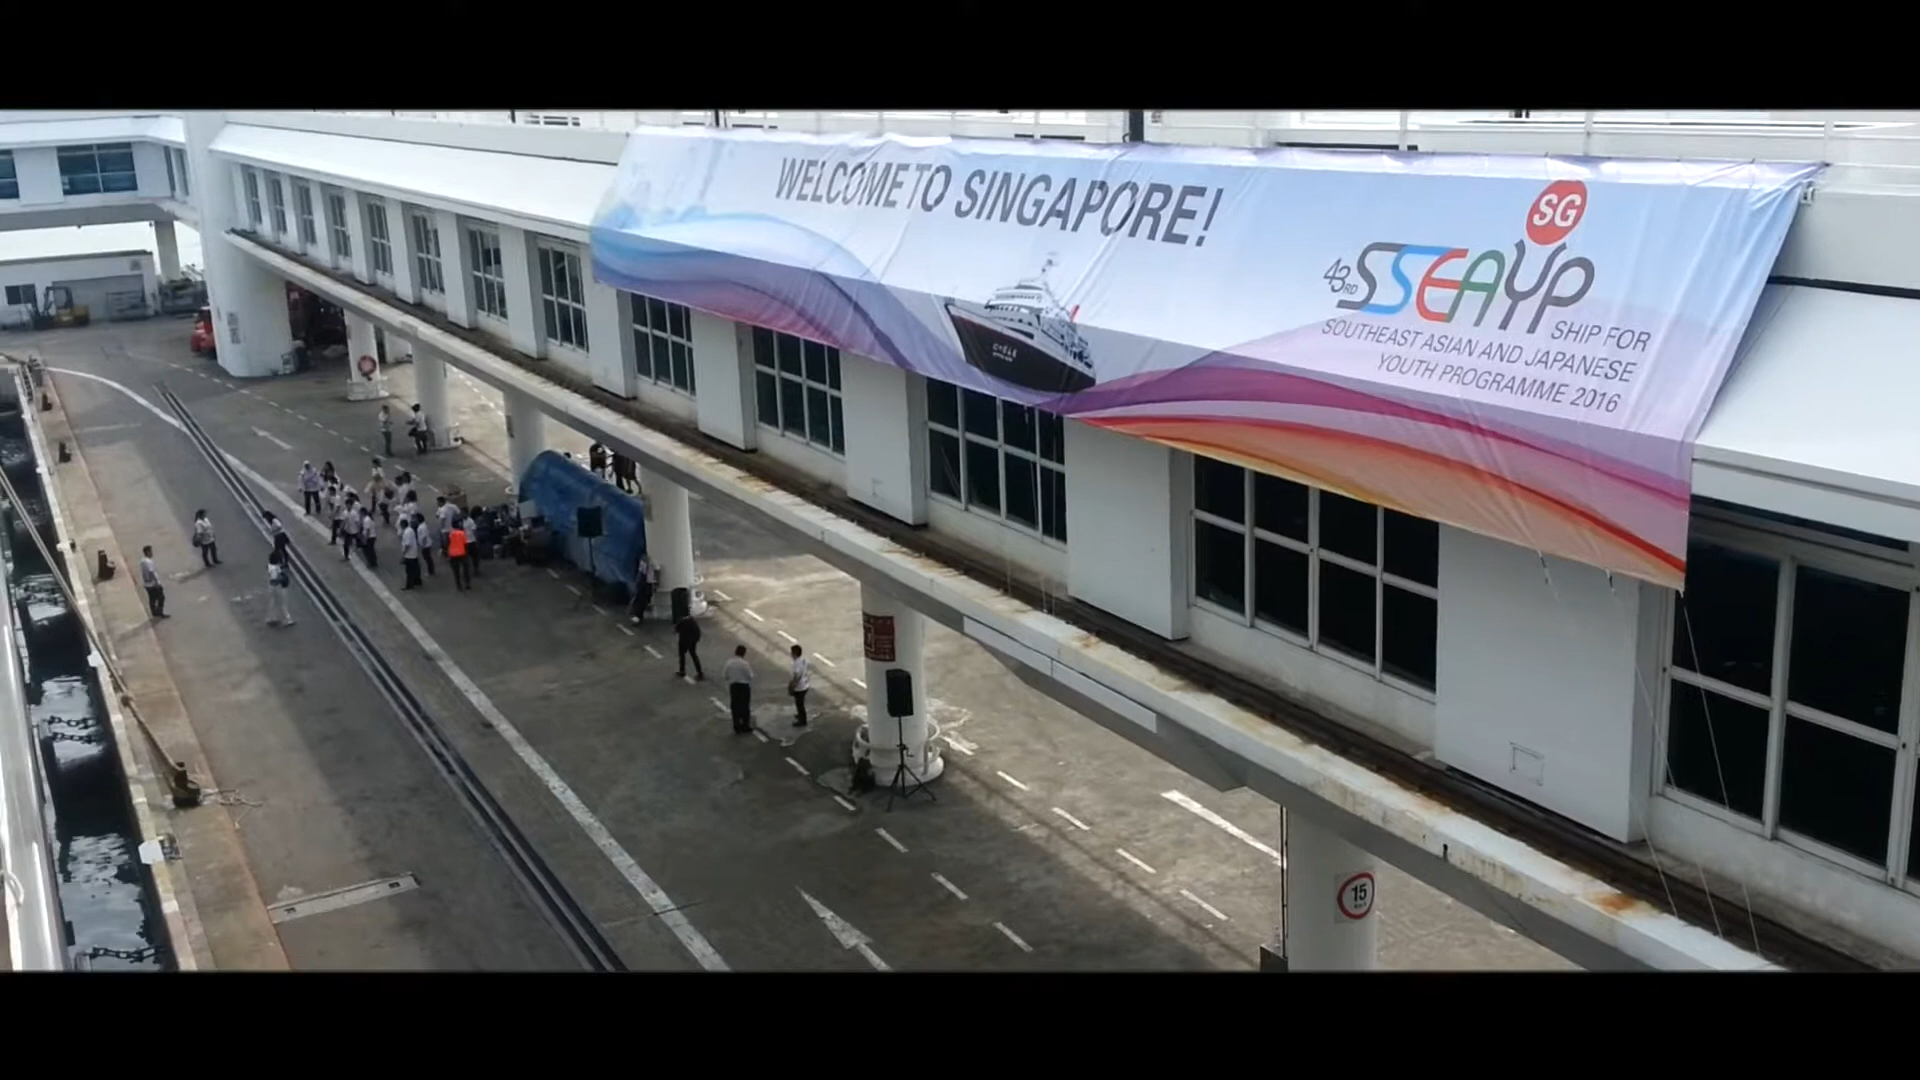 WELCOME TO SINGAPORE!
SG
43RD SSEAYP
SHIP FOR
SOUTHEAST ASIAN AND JAPANESE
YOUTH PROGRAMME 2016
15